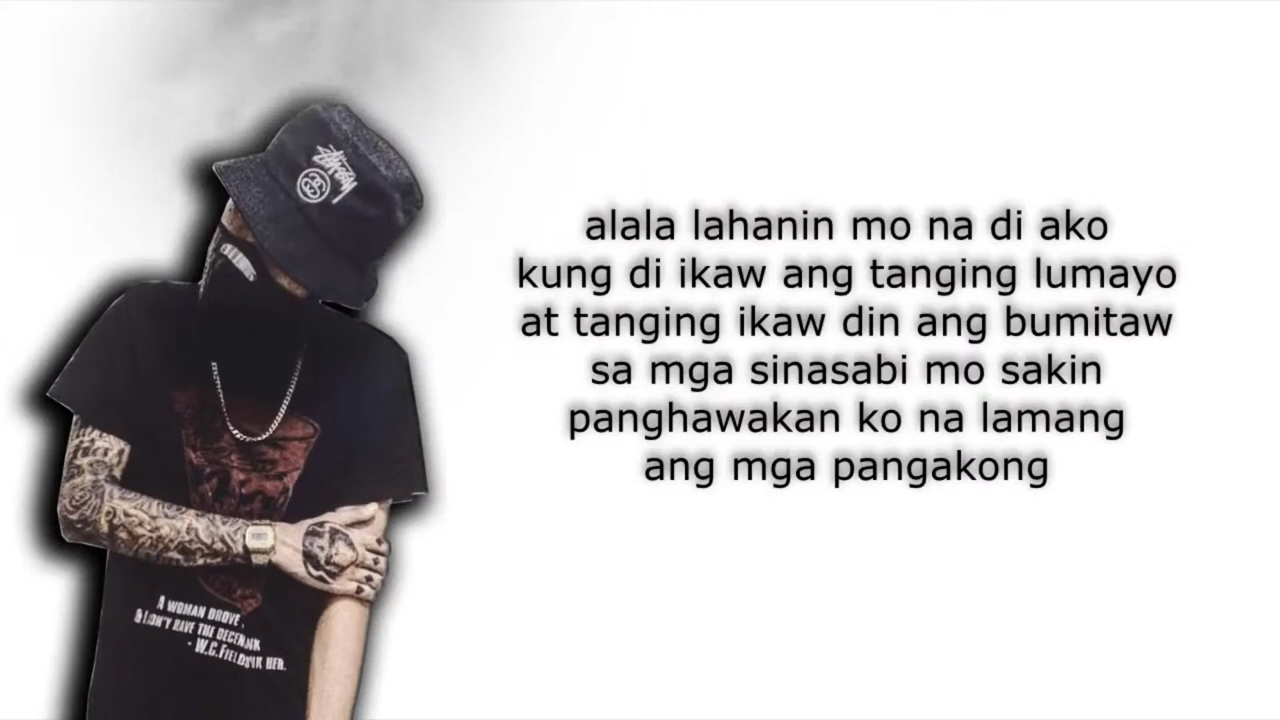 STÜSSY
alala lahanin mo na di ako
kung di ikaw ang tanging lumayo
at tanging ikaw din ang bumitaw
sa mga sinasabi mo sakin
panghawakan ko na lamang
ang mga pangakong
A WOMAN DROVE
- W.C.FIELDS